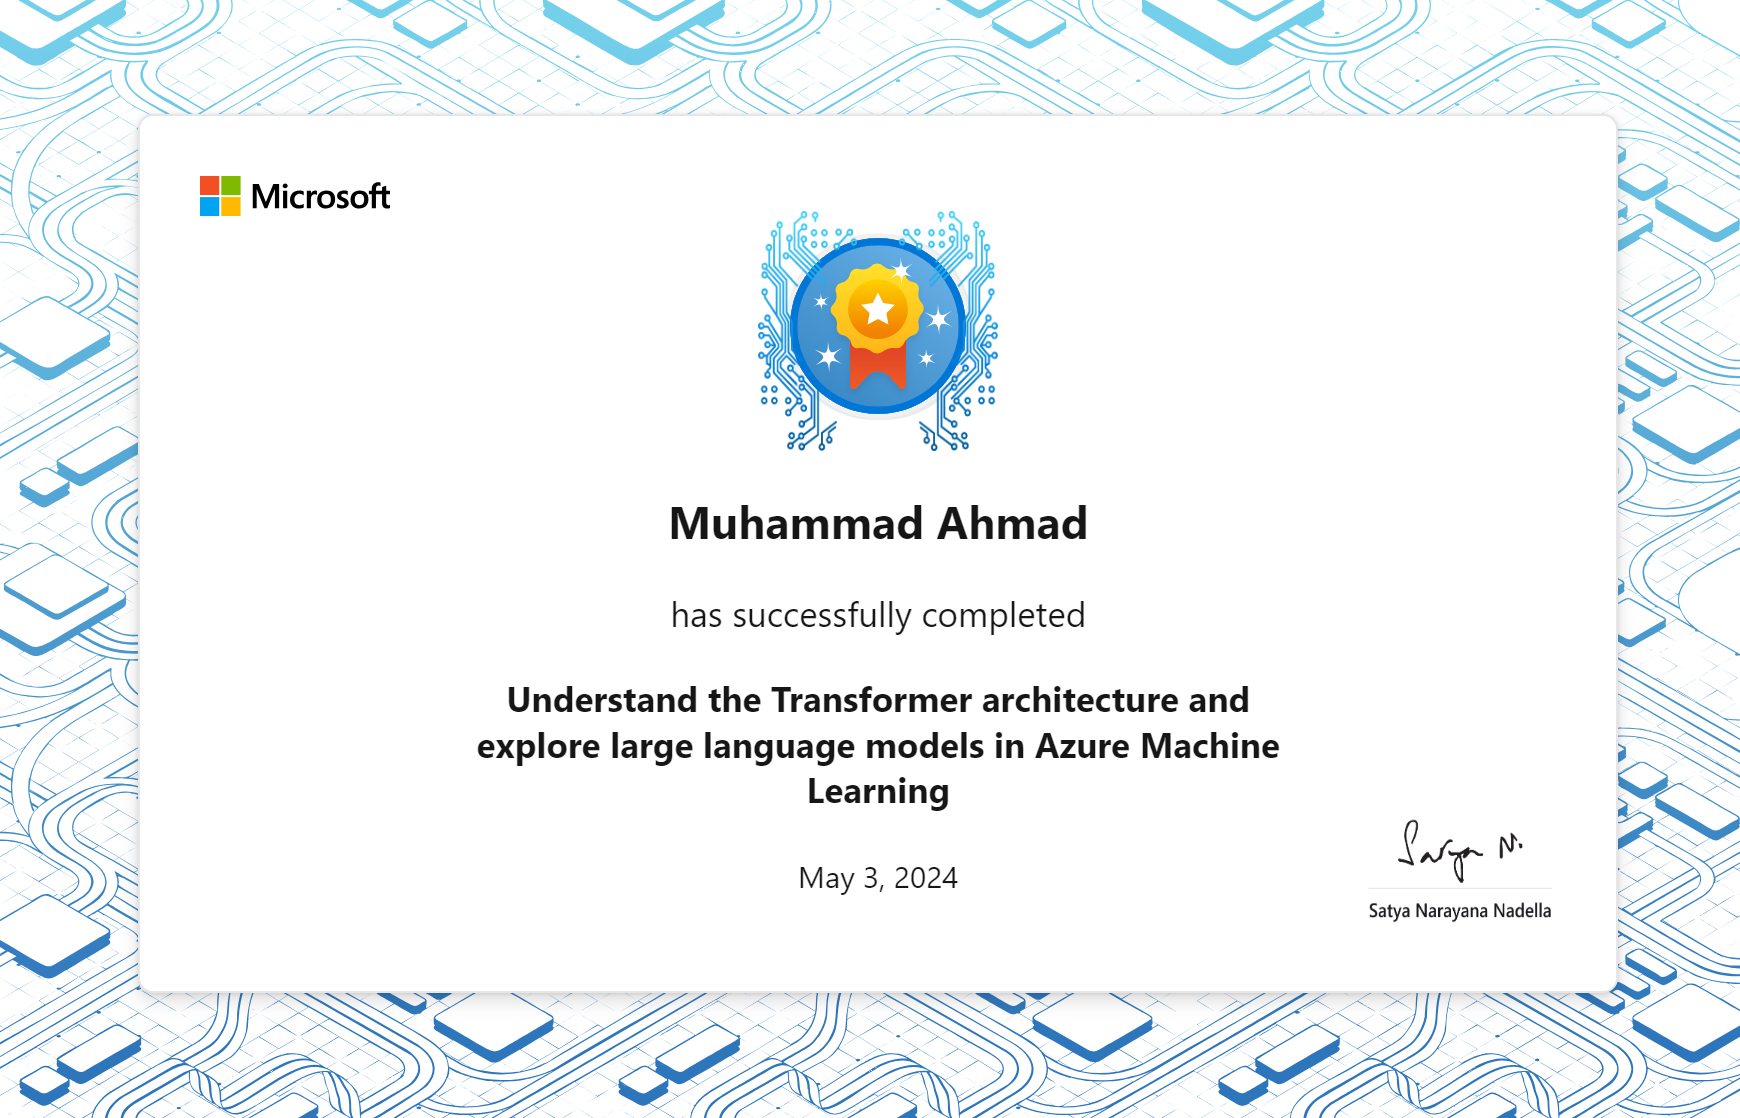 Microsoft
Muhammad Ahmad
has successfully completed
Understand the Transformer architecture and
explore large language models in Azure Machine
Learning
May 3, 2024
Satya N.
Satya Narayana Nadella